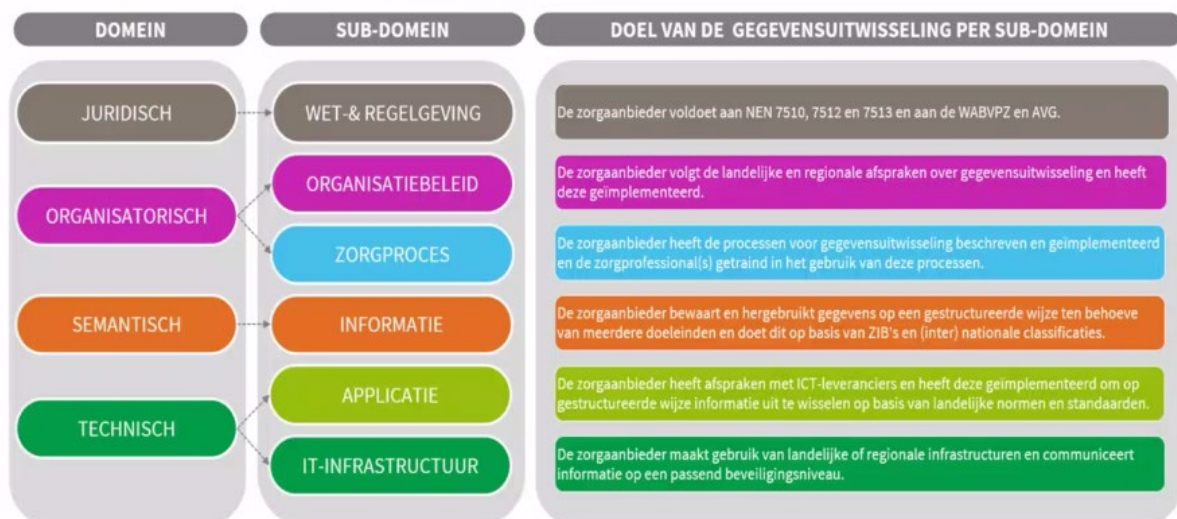 DOMEIN
SUB-DOMEIN
DOEL VAN DE GEGEVENSUITWISSELING PER SUB-DOMEIN
JURIDISCH
WET-& REGELGEVING
De zorgaanbieder voldoet aan NEN 7510, 7512 en 7513 en aan de WABVPZ en AVG.
ORGANISATORISCH
ORGANISATIEBELEID
De zorgaanbieder volgt de landelijke en regionale afspraken over gegevensuitwisseling en heeft
deze geïmplementeerd.
ZORGPROCES
De zorgaanbieder heeft de processen voor gegevensuitwisseling beschreven en geïmplementeerd
en de zorgprofessional(s) getraind in het gebruik van deze processen.
SEMANTISCH
INFORMATIE
De zorgaanbieder bewaart en hergebruikt gegevens op een gestructureerde wijze ten behoeve
van meerdere doeleinden en doet dit op basis van ZIB's en (inter) nationale classificaties.
TECHNISCH
APPLICATIE
De zorgaanbieder heeft afspraken met ICT-leveranciers en heeft deze geïmplementeerd om op
gestructureerde wijze informatie uit te wisselen op basis van landelijke normen en standaarden.
IT-INFRASTRUCTUUR
De zorgaanbieder maakt gebruik van landelijke of regionale infrastructuren en communiceert
informatie op een passend beveiligingsniveau.